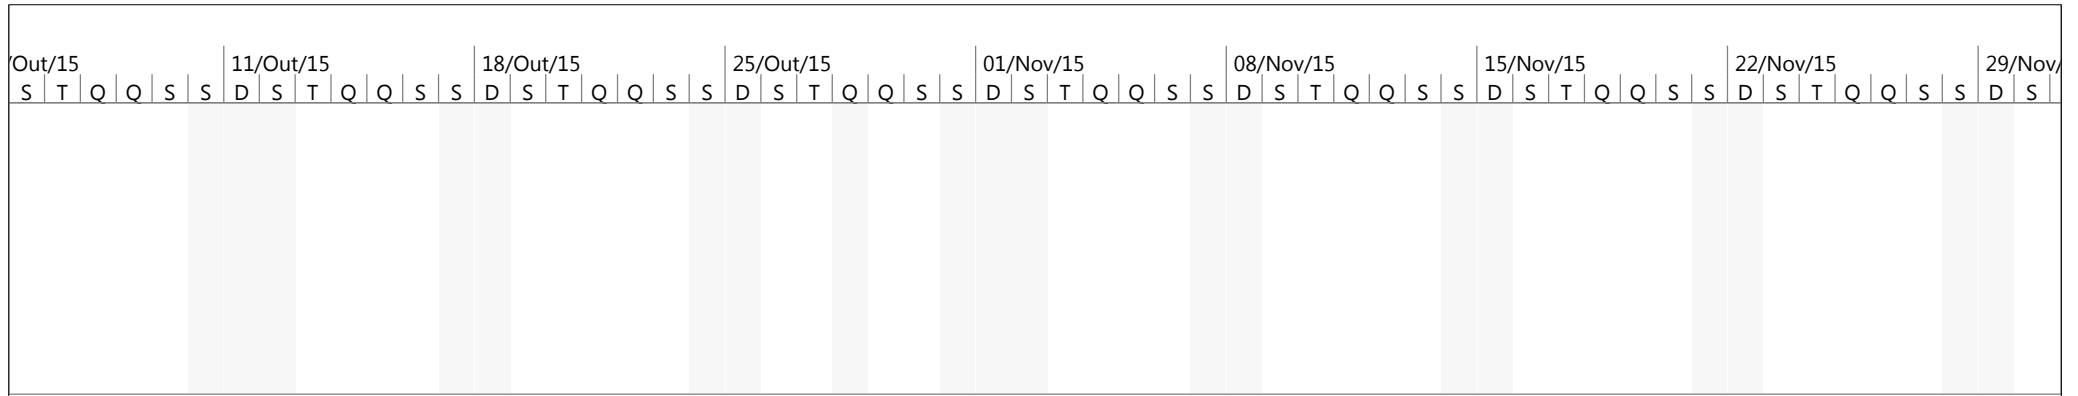 /Out/15 11/Out/15 18/Out/15 25/Out/15 01/Nov/15 08/Nov/15 15/Nov/15 22/Nov/15 29/Nov/
S T Q Q S S D S T Q Q S S D S T Q Q S S D S T Q Q S S D S T Q Q S S D S T Q Q S S D S T Q Q S S D S T Q Q S S D S